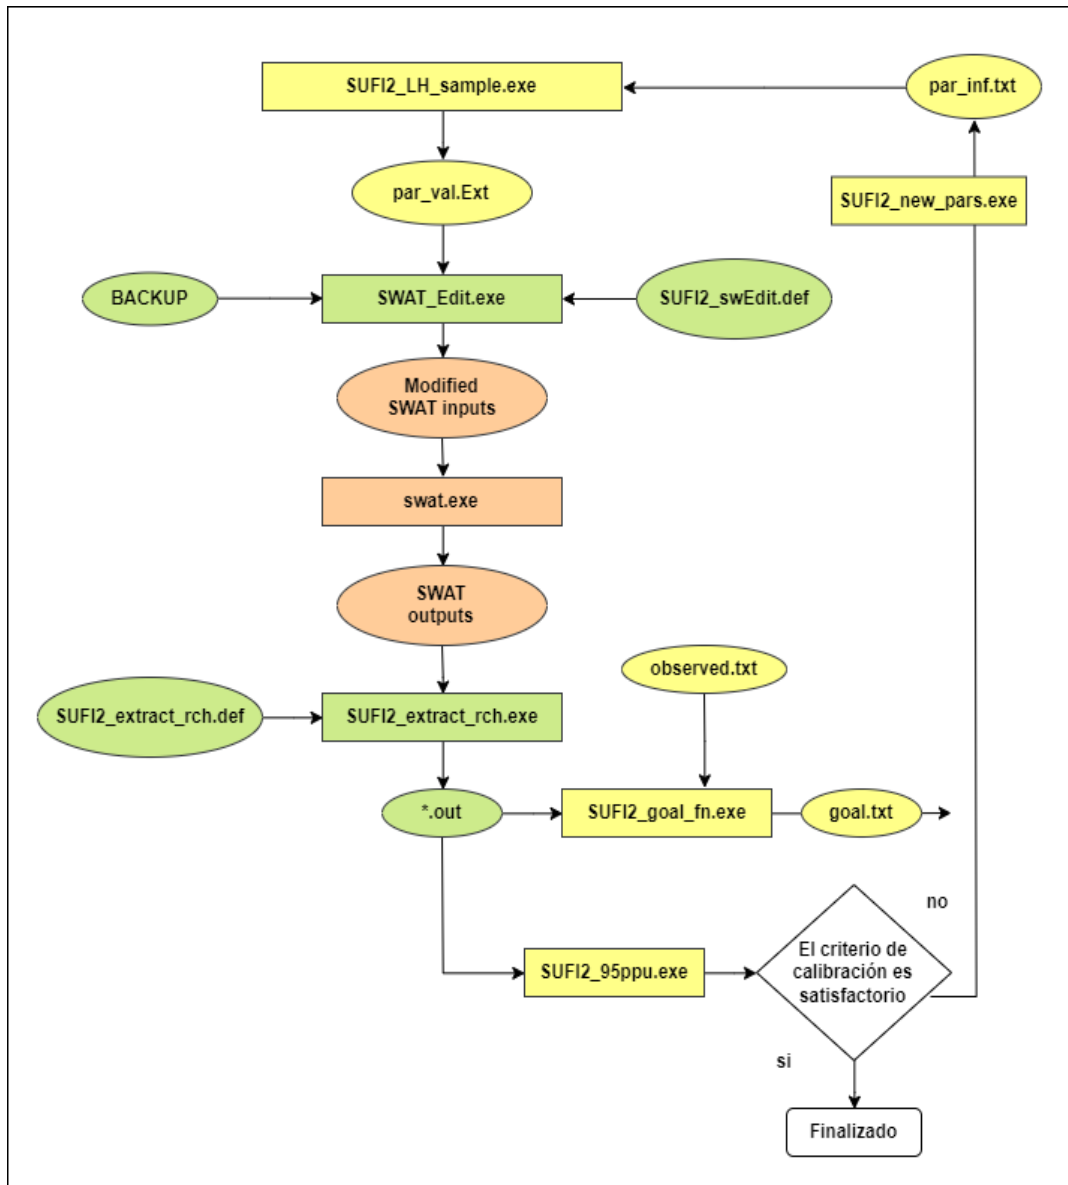 SUFI2_LH_sample.exe
par_inf.txt
par_val.Ext
SUFI2_new_pars.exe
BACKUP
SWAT_Edit.exe
SUFI2_swEdit.def
Modified
SWAT inputs
swat.exe
SWAT
outputs
observed.txt
SUFI2_extract_rch.def
SUFI2_extract_rch.exe
*.out
SUFI2_goal_fn.exe
goal.txt
no
El criterio de
calibración es
satisfactorio
SUFI2_95ppu.exe
si
Finalizado